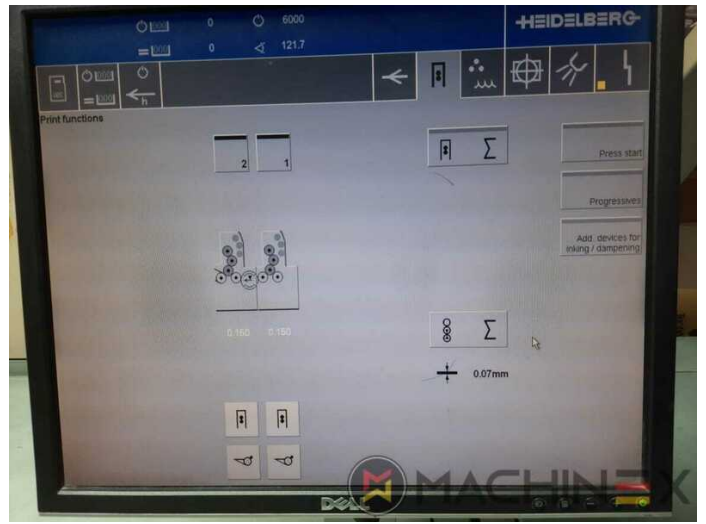 0 6000
HEIDELBERG
0 121.7
h
Print functions
2 1
Σ
Press start
Progressives
Add. devices for
inking / dampening
0.160 0.150
Σ
0.07mm
DELL
MACHINEX